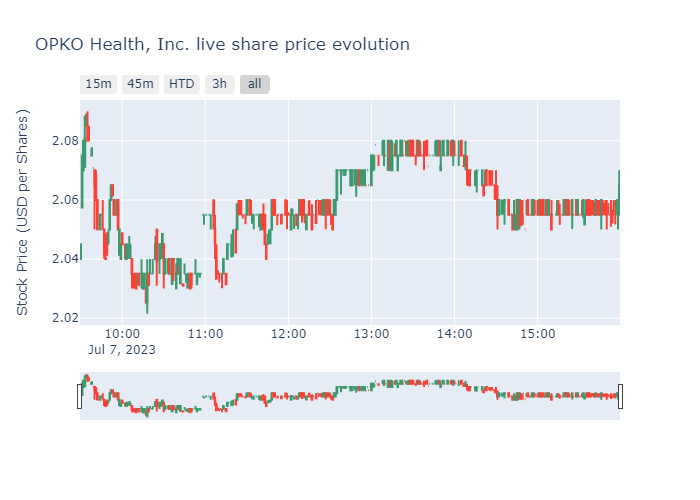 OPKO Health, Inc. live share price evolution
15m 45m HTD 3h all
Stock Price (USD per Shares)
2.08
2.06
2.04
2.02
10:00 11:00 12:00 13:00 14:00 15:00
Jul 7, 2023